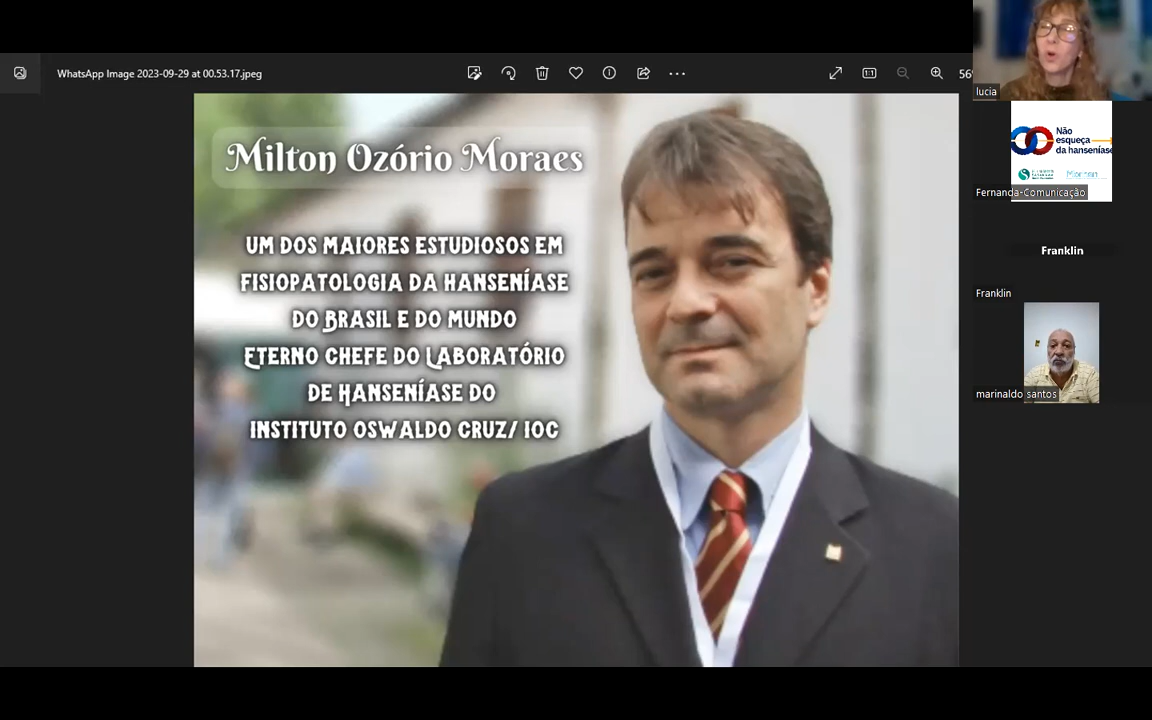 WhatsApp Image 2023-09-29 at 00.53.17.jpeg
56
lucia
Milton Ozório Moraes
UM DOS MAIORES ESTUDIOSOS EM
FISIOPATOLOGIA DA HANSENÍASE
DO BRASIL E DO MUNDO
ETERNO CHEFE DO LABORATÓRIO
DE HANSENÍASE DO
INSTITUTO OSWALDO CRUZ/ IOC
Não
esqueça
da hanseníase
Fernanda-Comunicação
Franklin
Franklin
marinaldo santos